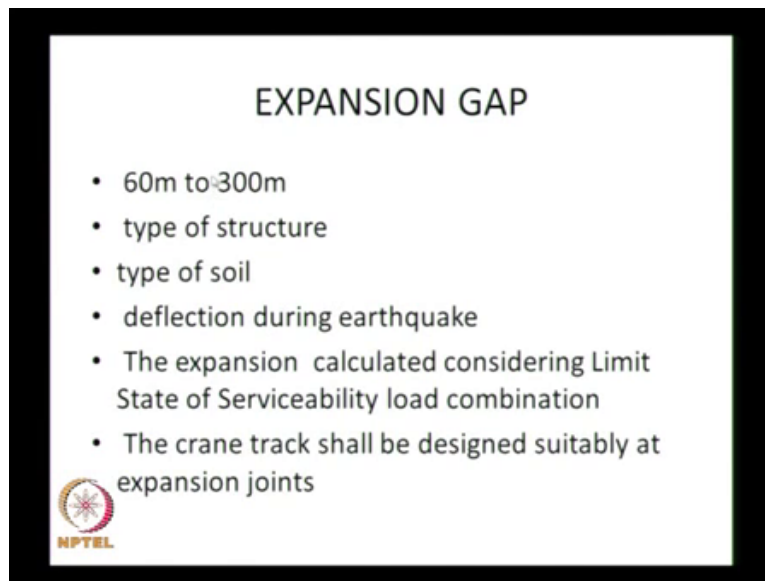 EXPANSION GAP
• 60m to 300m
• type of structure
• type of soil
• deflection during earthquake
• The expansion calculated considering Limit
State of Serviceability load combination
• The crane track shall be designed suitably at
expansion joints
NPTEL